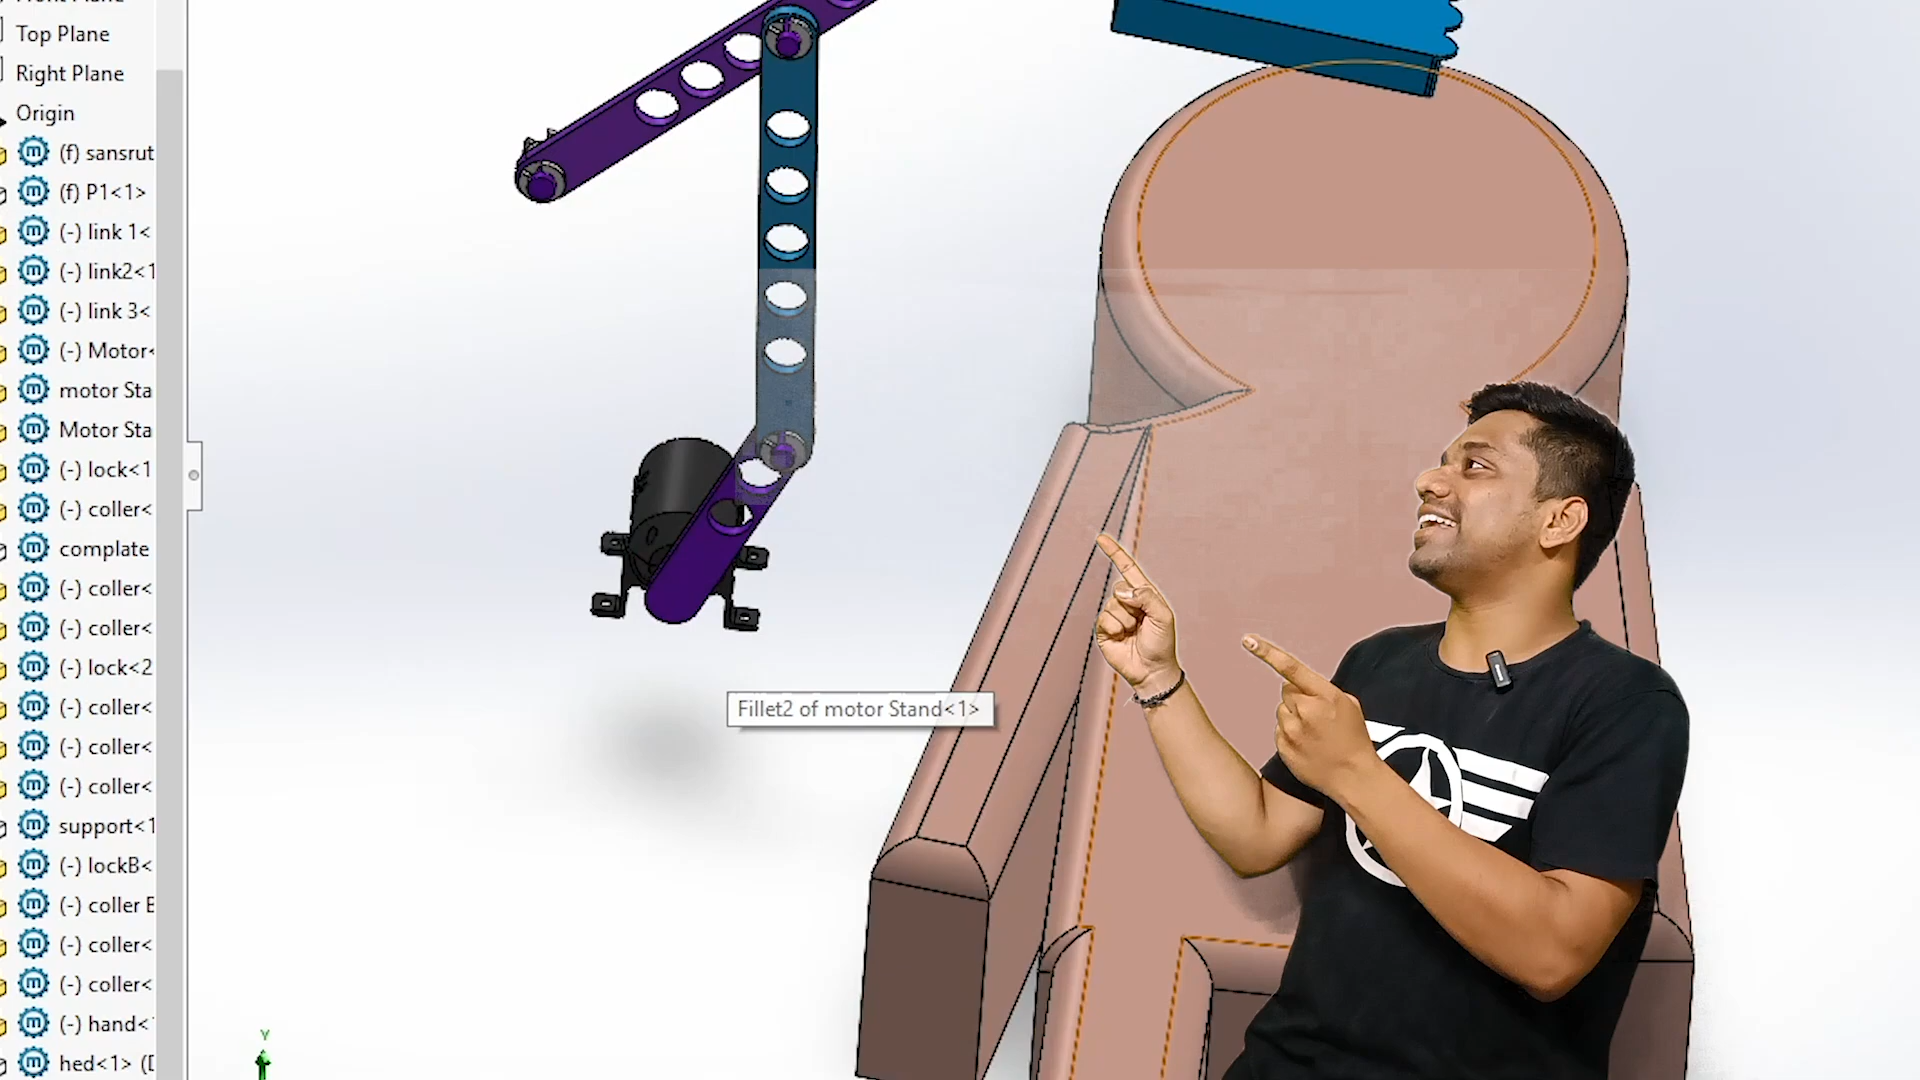 Top Plane
Right Plane
Origin
(f) sansrut
(f) P1<1>
(-) link 1<
(-) link2<1
(-) link 3<
(-) Motor<
motor Sta
Motor Sta
(-) lock<1
(-) coller<
complate
(-) coller<
(-) coller<
(-) lock<2
(-) coller<
(-) coller<
(-) coller<
support<1
(-) lockB<
(-) coller E
(-) coller<
(-) coller<
(-) hand<
hed<1> ([
Fillet2 of motor Stand<1>
Y